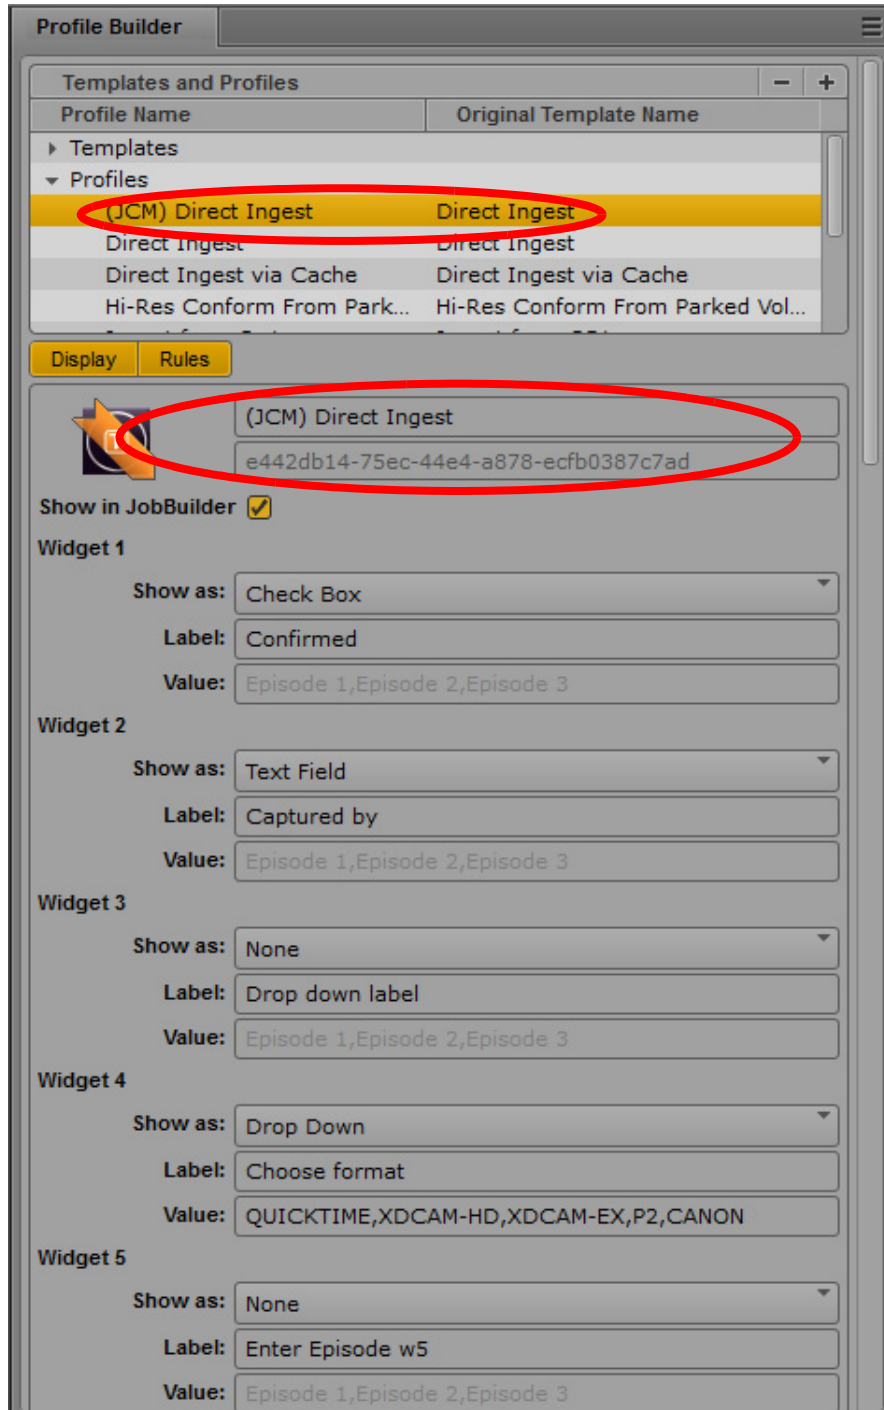 Profile Builder
Templates and Profiles − +
Profile Name Original Template Name
Templates
Profiles
(JCM) Direct Ingest Direct Ingest
Direct Ingest Direct Ingest
Direct Ingest via Cache Direct Ingest via Cache
Hi-Res Conform From Park... Hi-Res Conform From Parked Vol...
Display Rules
(JCM) Direct Ingest
e442db14-75ec-44e4-a878-ecfb0387c7ad
Show in JobBuilder
Widget 1
Show as: Check Box
Label: Confirmed
Value: Episode 1,Episode 2,Episode 3
Widget 2
Show as: Text Field
Label: Captured by
Value: Episode 1,Episode 2,Episode 3
Widget 3
Show as: None
Label: Drop down label
Value: Episode 1,Episode 2,Episode 3
Widget 4
Show as: Drop Down
Label: Choose format
Value: QUICKTIME,XDCAM-HD,XDCAM-EX,P2,CANON
Widget 5
Show as: None
Label: Enter Episode w5
Value: Episode 1,Episode 2,Episode 3